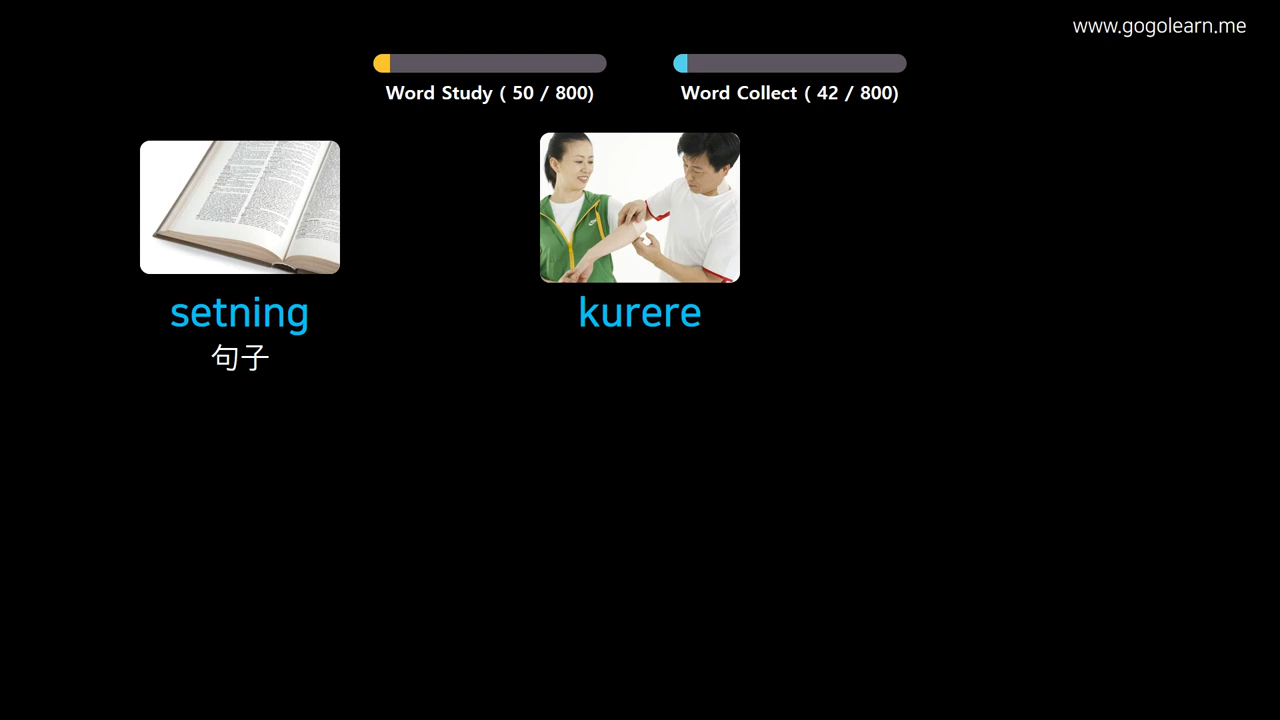 www.gogolearn.me
Word Study ( 50 / 800)
Word Collect ( 42 / 800)
setning
kurere
句子